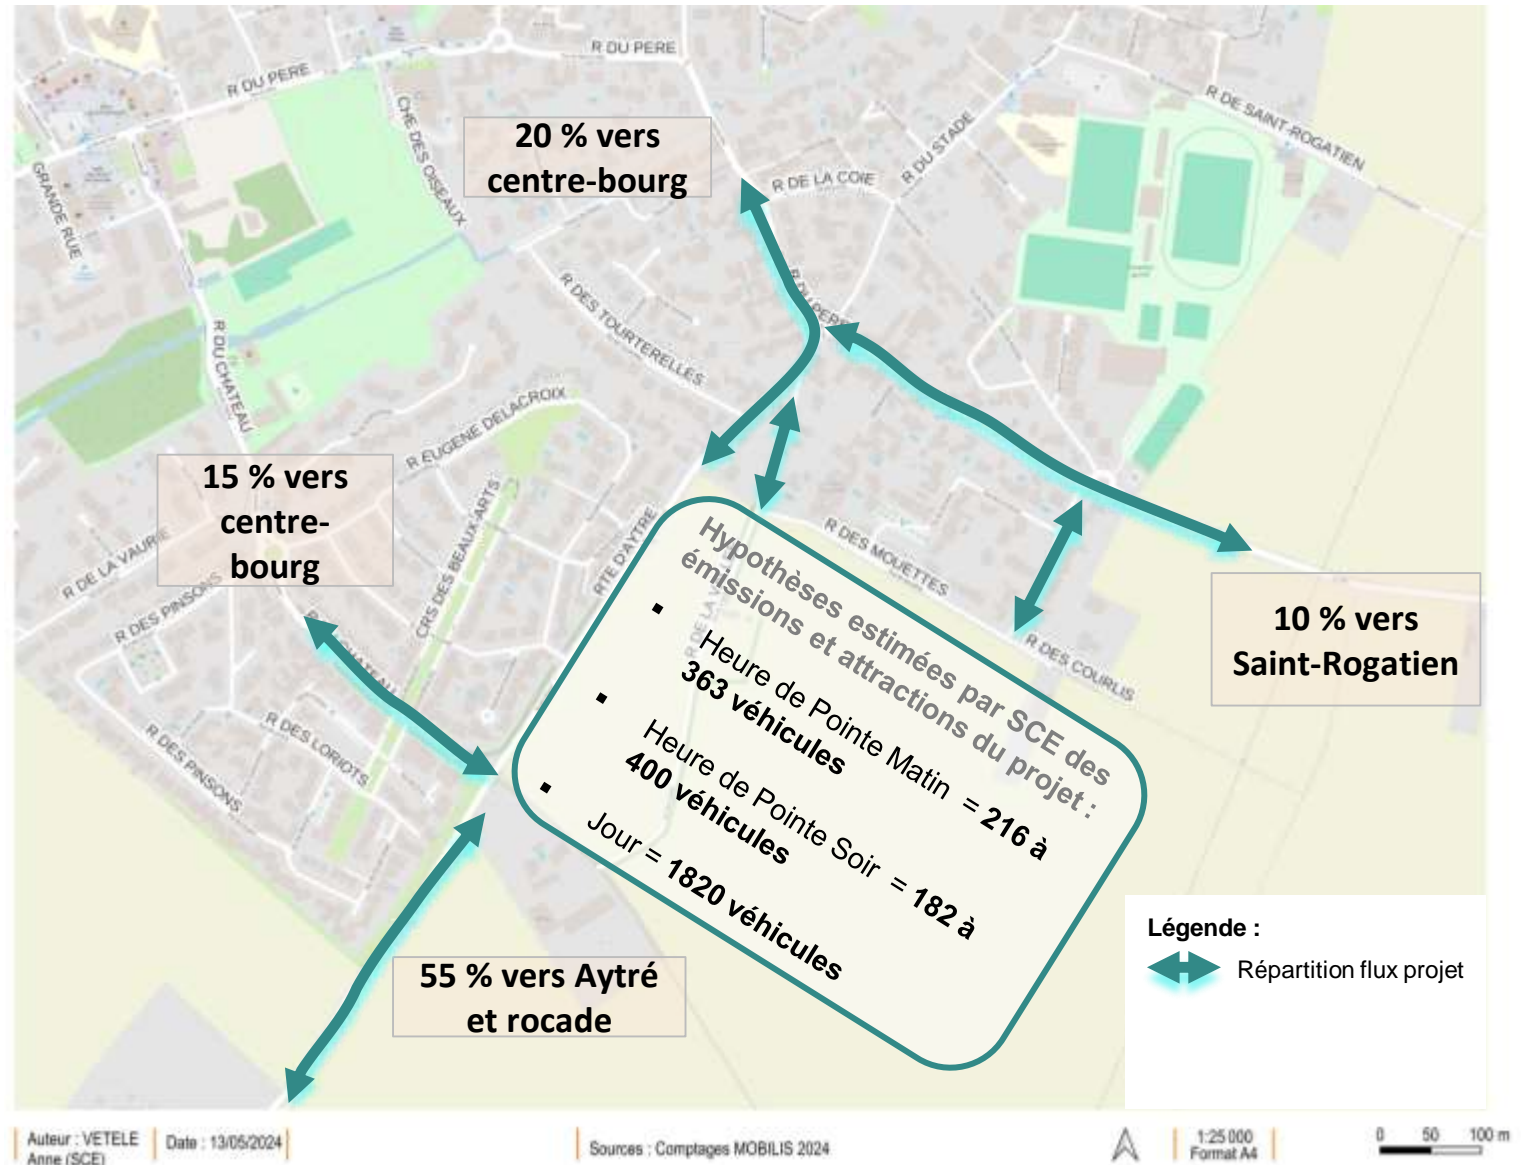 R DU PERE
R DU PERE
CHE DES OISEAUX
GRANDE RUE
20 % vers
centre-bourg
R DE LA COIE
R DU STADE
R DE SAINT-ROGATIEN
R DU PERE
R DES TOURTERELLES
R DU CHATEAU
R EUGENE DELACROIX
15 % vers
centre-
bourg
R DE LA VAURIE
R DES PINSONS
CRS DES BEAUX-ARTS
RTE D'AYTRE
R DES MOUETTES
R DES COURLIS
R DES LORIOTS
R DES PINSONS
10 % vers
Saint-Rogatien
Hypothèses estimées par SCE des
émissions et attractions du projet :
▪ Heure de Pointe Matin = 216 à
363 véhicules
▪ Heure de Pointe Soir = 182 à
400 véhicules
▪ Jour = 1820 véhicules
55 % vers Aytré
et rocade
Légende :
Répartition flux projet
Auteur : VETELE
Anne (SCE)
Date : 13/05/2024
Sources : Comptages MOBILIS 2024
1:25 000
Format A4
0 50 100 m